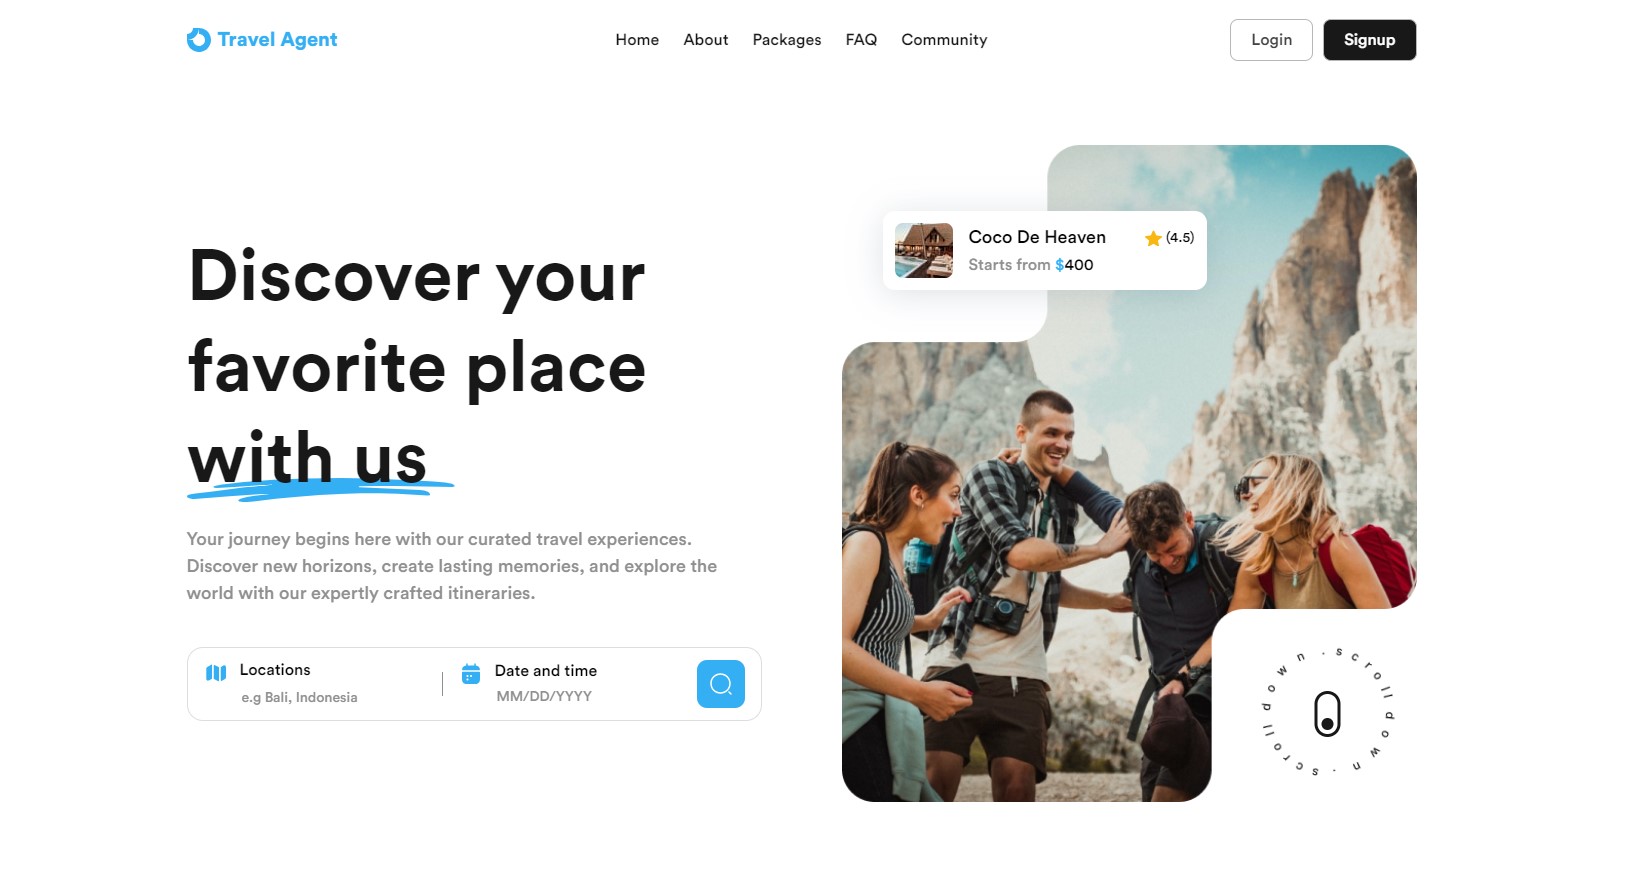 Travel Agent
Home About Packages FAQ Community
Login Signup
Coco De Heaven (4.5)
Starts from $400
Discover your
favorite place
with us
Your journey begins here with our curated travel experiences.
Discover new horizons, create lasting memories, and explore the
world with our expertly crafted itineraries.
Locations
e.g Bali, Indonesia
Date and time
MM/DD/YYYY
scroll down . scroll down .